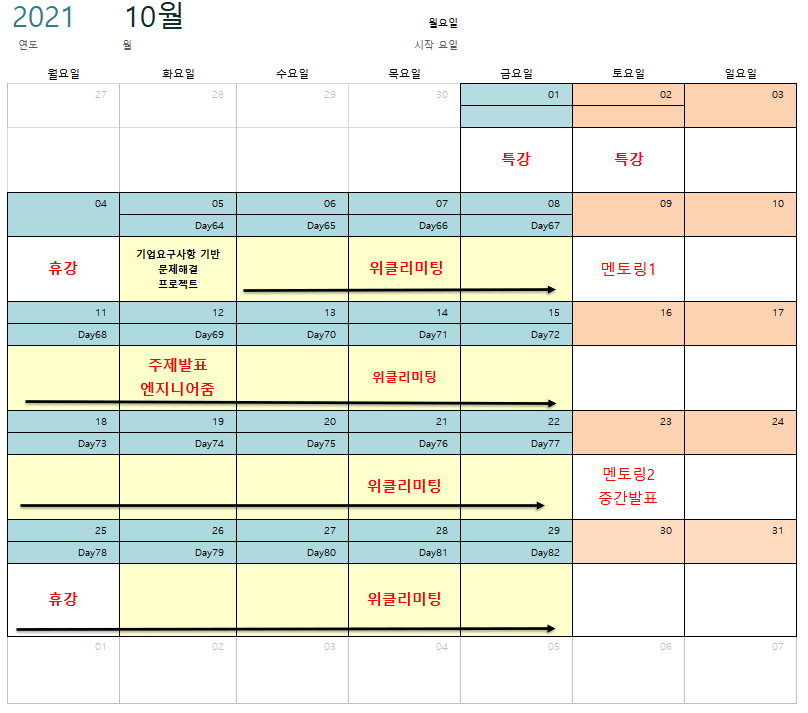 2021 10월 월요일
연도 월 시작 요일
월요일 화요일 수요일 목요일 금요일 토요일 일요일
27 28 29 30 01 02 03
특강 특강
04 05 06 07 08 09 10
Day64 Day65 Day66 Day67
휴강 기업요구사항 기반 위클리미팅 멘토링1
문제해결
프로젝트
11 12 13 14 15 16 17
Day68 Day69 Day70 Day71 Day72
주제발표 위클리미팅
엔지니어줌
18 19 20 21 22 23 24
Day73 Day74 Day75 Day76 Day77
위클리미팅 멘토링2
중간발표
25 26 27 28 29 30 31
Day78 Day79 Day80 Day81 Day82
휴강 위클리미팅
01 02 03 04 05 06 07